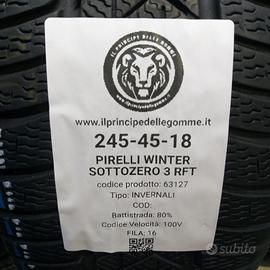 IL PRINCIPE DELLE GOMME
www.ilprincipedellegomme.it
245-45-18
PIRELLI WINTER
SOTTOZERO 3 RFT
codice prodotto: 63127
Tipo: INVERNALI
COD:
Battistrada: 80%
Codice Velocità: 100V
FILA: 16
subito